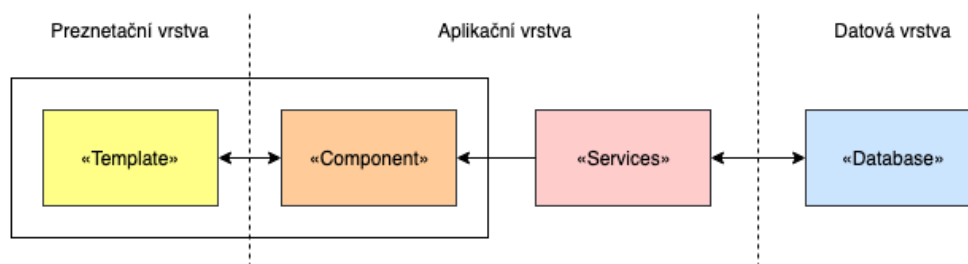 Preznetační vrstva
Aplikační vrstva
Datová vrstva
«Template»
«Component»
«Services»
«Database»